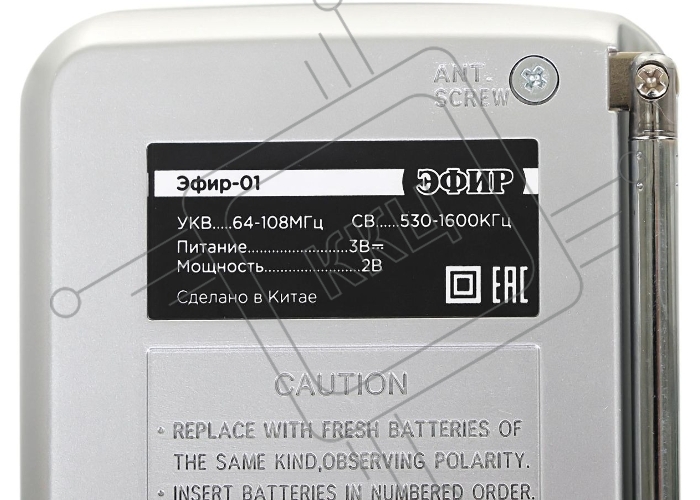 ANT.
SCREW
Эфир-01
ЭФИР
УКВ.....64-108МГц СВ.....530-1600КГц
Питание......................3В
Мощность.....................2В
Сделано в Китае
EAC
ККЦ
CAUTION
• REPLACE WITH FRESH BATTERIES OF
THE SAME KIND,OBSERVING POLARITY.
• INSERT BATTERIES IN NUMBERED ORDER.